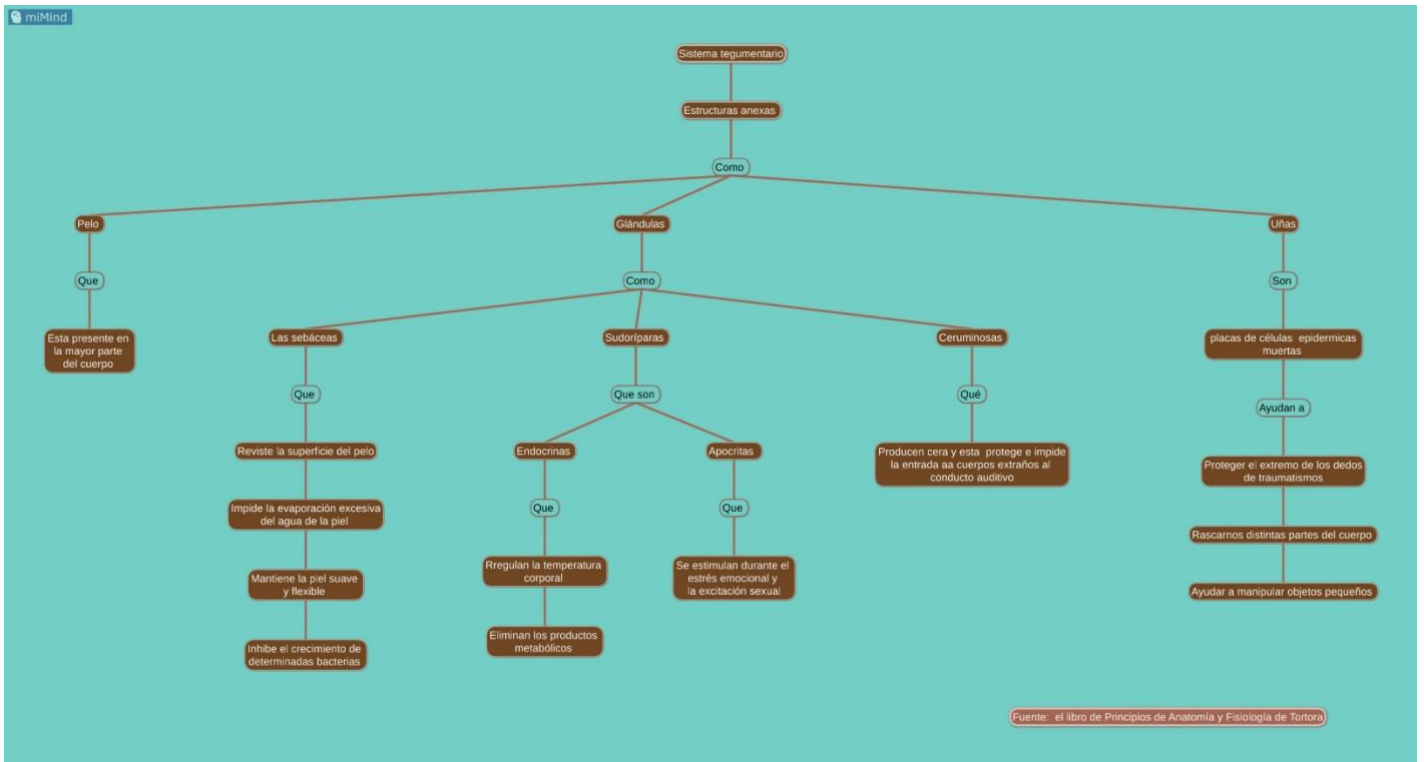 miMind
Sistema tegumentario
Estructuras anexas
Como
Pelo
Glándulas
Uñas
Que
Como
Son
Esta presente en
la mayor parte
del cuerpo
Las sebáceas
Sudoríparas
Ceruminosas
placas de células epidermicas
muertas
Que
Que son
Qué
Ayudan a
Reviste la superficie del pelo
Endocrinas
Apocritas
Producen cera y esta protege e impide
la entrada aa cuerpos extraños al
conducto auditivo
Proteger el extremo de los dedos
de traumatismos
Impide la evaporación excesiva
del agua de la piel
Que
Que
Rascarnos distintas partes del cuerpo
Mantiene la piel suave
y flexible
Rregulan la temperatura
corporal
Se estimulan durante el
estrés emocional y
la excitación sexual
Ayudar a manipular objetos pequeños
Inhibe el crecimiento de
determinadas bacterias
Eliminan los productos
metabólicos
Fuente: el libro de Principios de Anatomía y Fisiología de Tortora